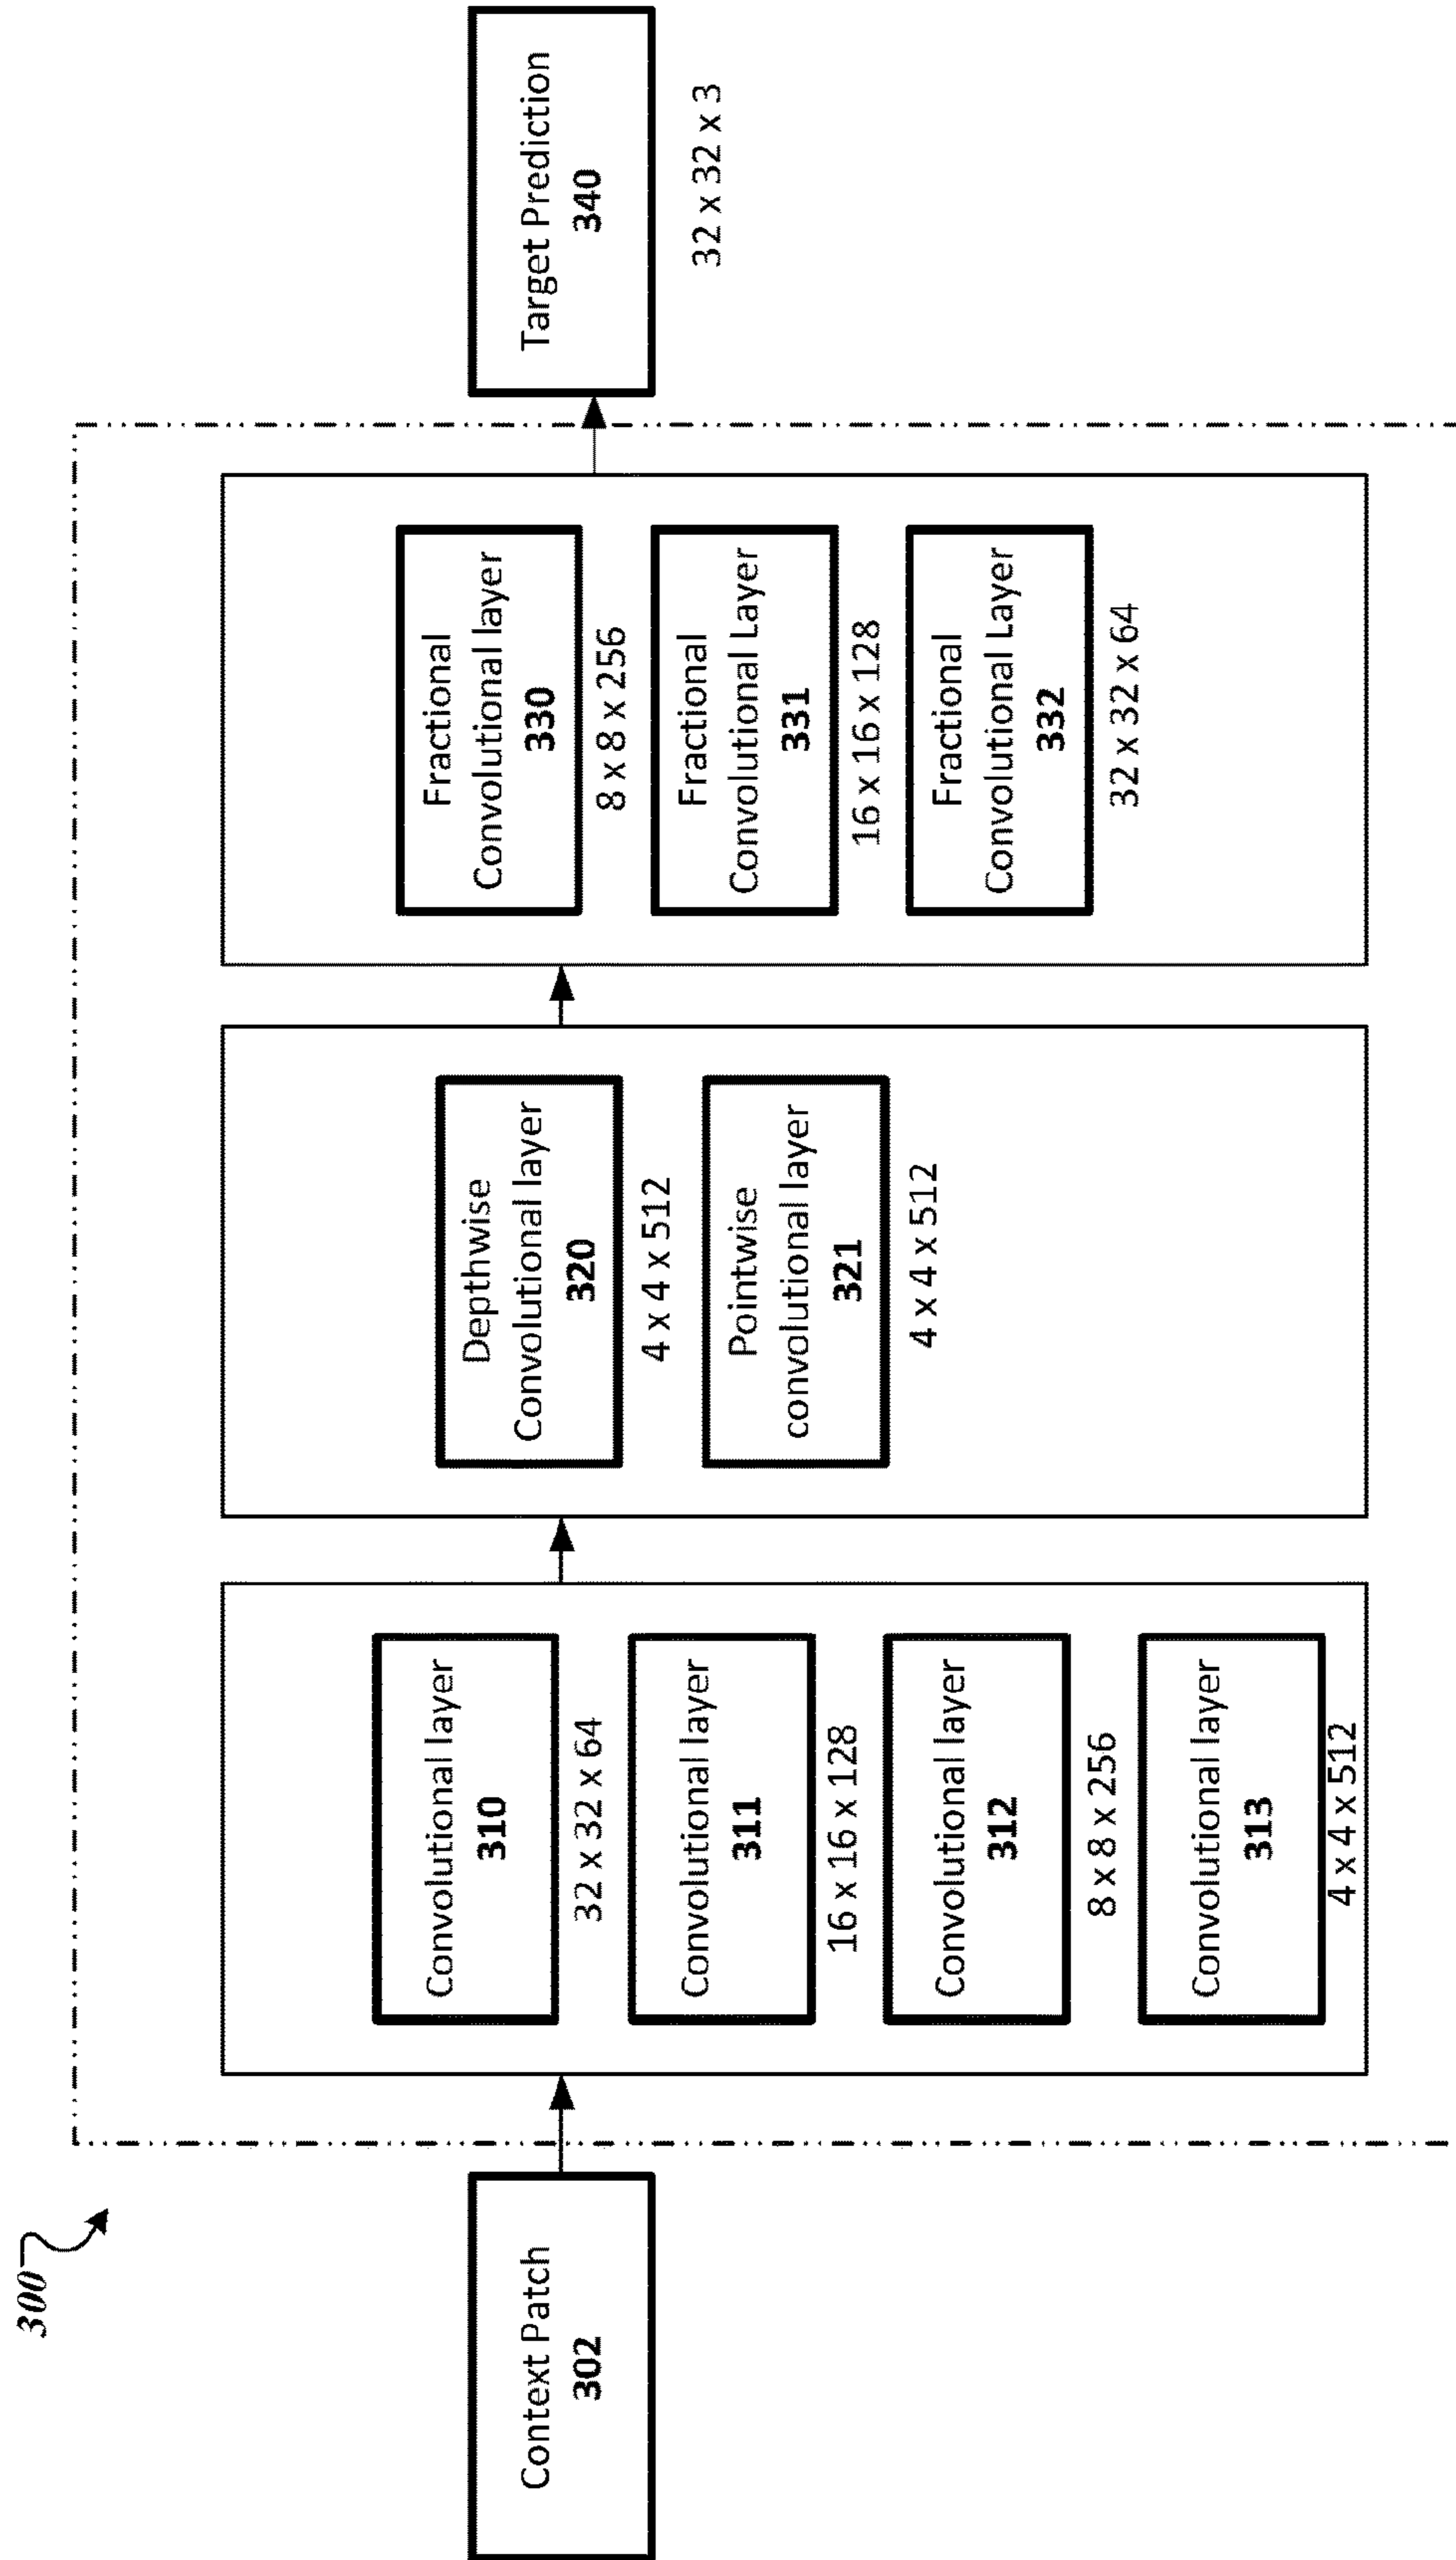 300
Context Patch
302
Convolutional layer
310
32 x 32 x 64
Convolutional layer
311
16 x 16 x 128
Convolutional layer
312
8 x 8 x 256
Convolutional layer
313
4 x 4 x 512
Depthwise
Convolutional layer
320
4 x 4 x 512
Pointwise
convolutional layer
321
4 x 4 x 512
Fractional
Convolutional layer
330
8 x 8 x 256
Fractional
Convolutional Layer
331
16 x 16 x 128
Fractional
Convolutional Layer
332
32 x 32 x 64
Target Prediction
340
32 x 32 x 3